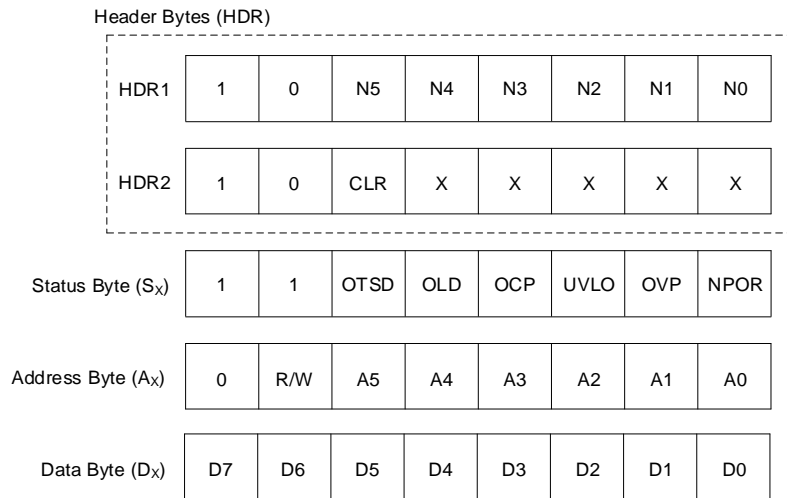 Header Bytes (HDR)
HDR1 1 0 N5 N4 N3 N2 N1 N0
HDR2 1 0 CLR X X X X X
Status Byte (SX) 1 1 OTSD OLD OCP UVLO OVP NPOR
Address Byte (AX) 0 R/W A5 A4 A3 A2 A1 A0
Data Byte (DX) D7 D6 D5 D4 D3 D2 D1 D0